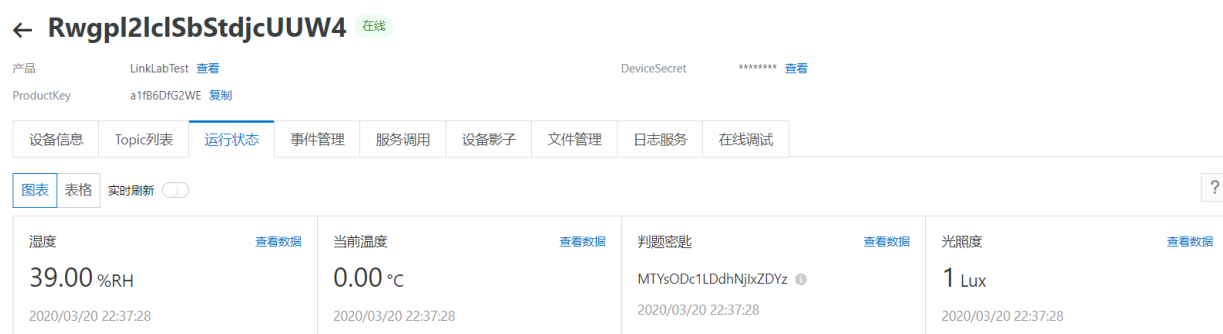 ← Rwgpl2lclSbStdjcUUW4 在线
产品 LinkLabTest 查看 DeviceSecret ******** 查看
ProductKey a1fB6DfG2WE 复制
设备信息 Topic列表 运行状态 事件管理 服务调用 设备影子 文件管理 日志服务 在线调试
图表 表格 实时刷新 ?
湿度 查看数据 当前温度 查看数据 判题密匙 查看数据 光照度 查看数据
39.00 %RH 0.00 °C MTYsODc1LDdhNjIxZDYz 1 Lux
2020/03/20 22:37:28 2020/03/20 22:37:28 2020/03/20 22:37:28 2020/03/20 22:37:28